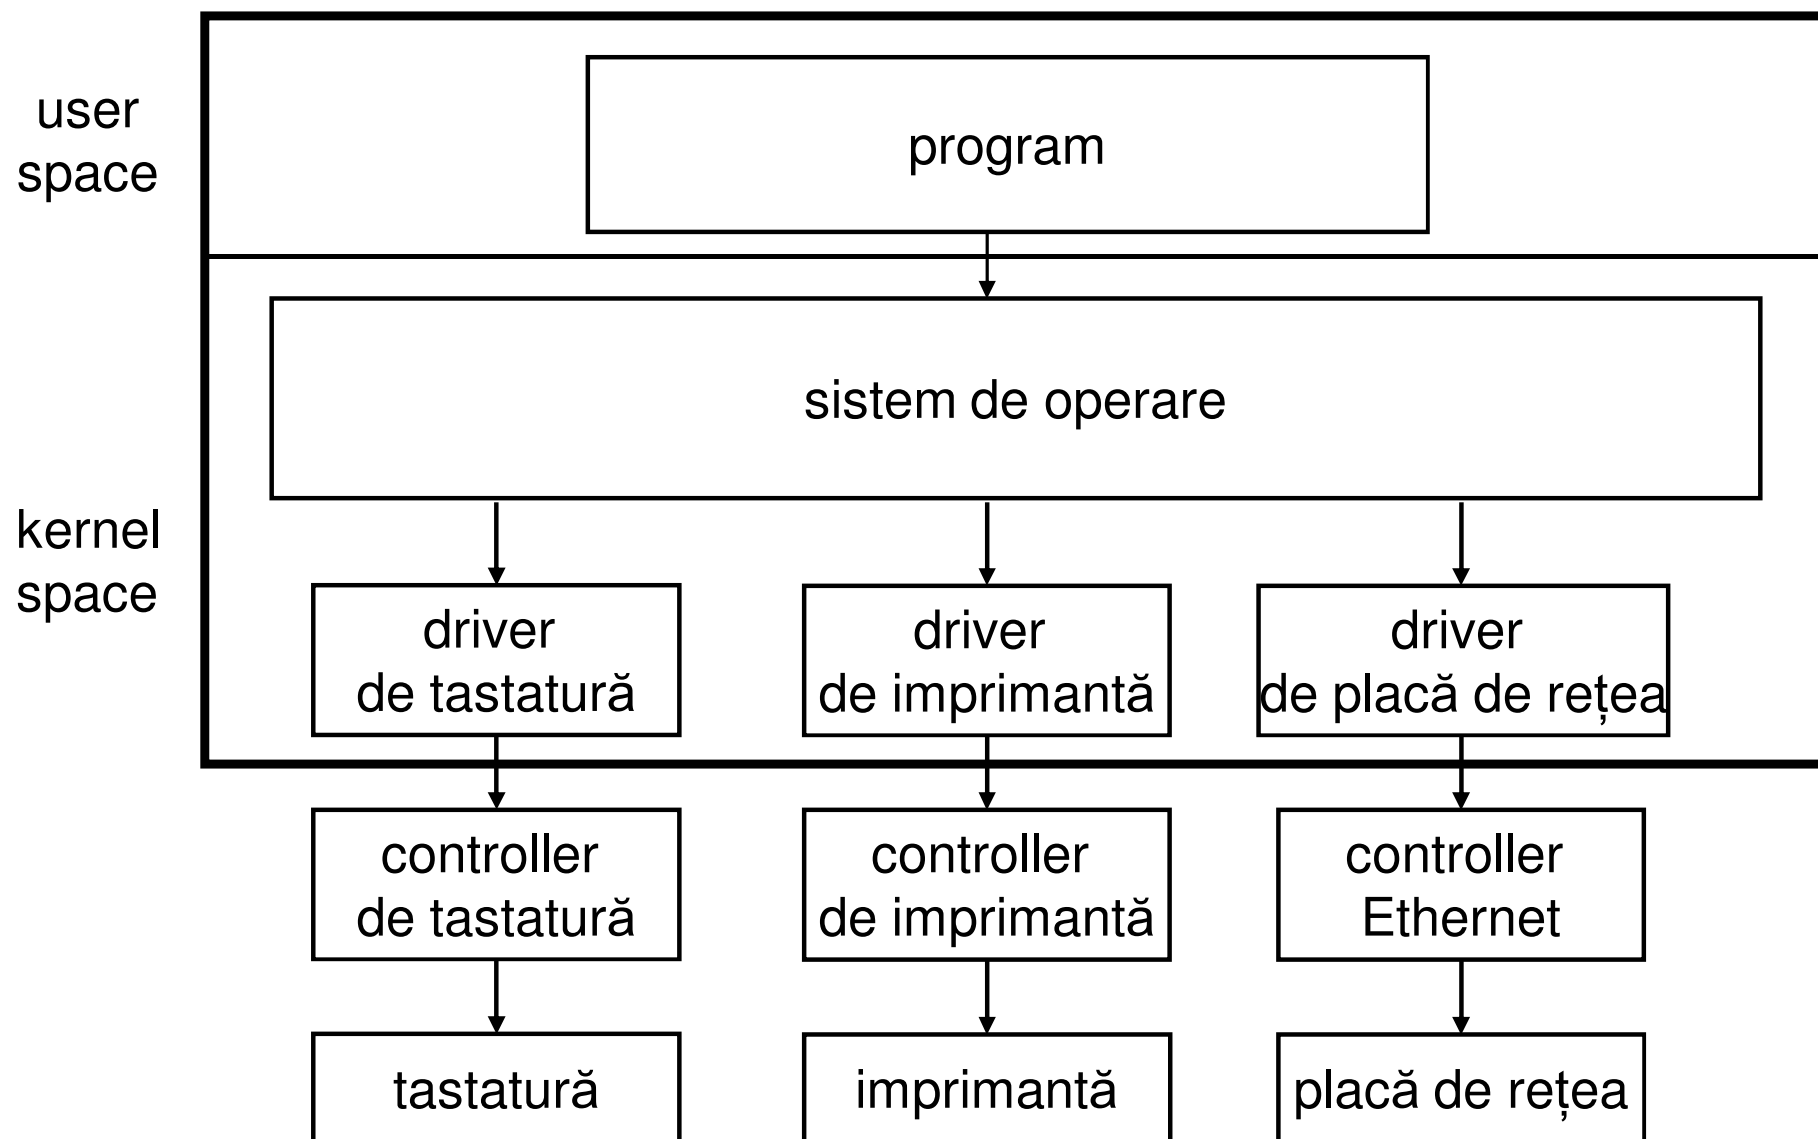 user
space
program
sistem de operare
kernel
space
driver
de tastatură
driver
de imprimantă
driver
de placă de rețea
controller
de tastatură
controller
de imprimantă
controller
Ethernet
tastatură
imprimantă
placă de rețea